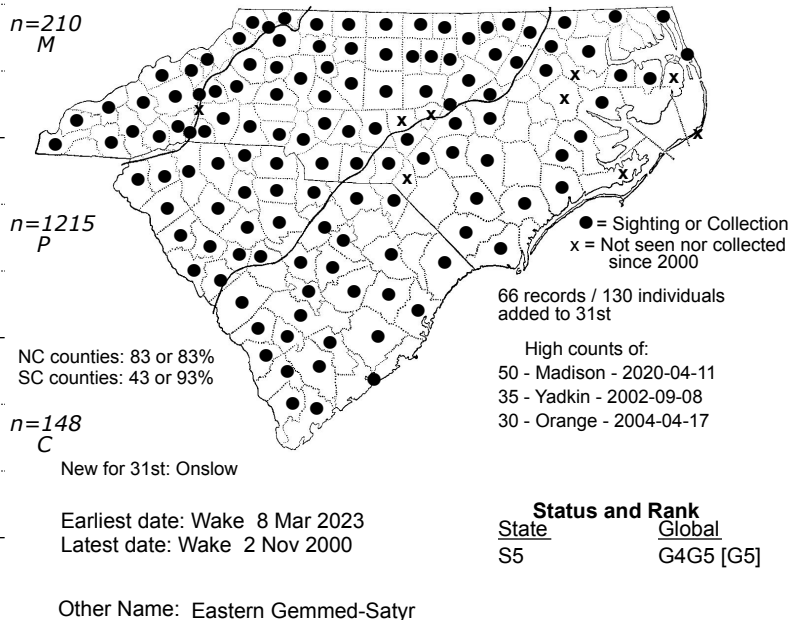 n=210
M
n=1215
P
● = Sighting or Collection
x = Not seen nor collected
since 2000
66 records / 130 individuals
added to 31st
High counts of:
50 - Madison - 2020-04-11
35 - Yadkin - 2002-09-08
30 - Orange - 2004-04-17
NC counties: 83 or 83%
SC counties: 43 or 93%
n=148
C
New for 31st: Onslow
Earliest date: Wake 8 Mar 2023
Latest date: Wake 2 Nov 2000
Status and Rank
State Global
S5 G4G5 [G5]
Other Name: Eastern Gemmed-Satyr